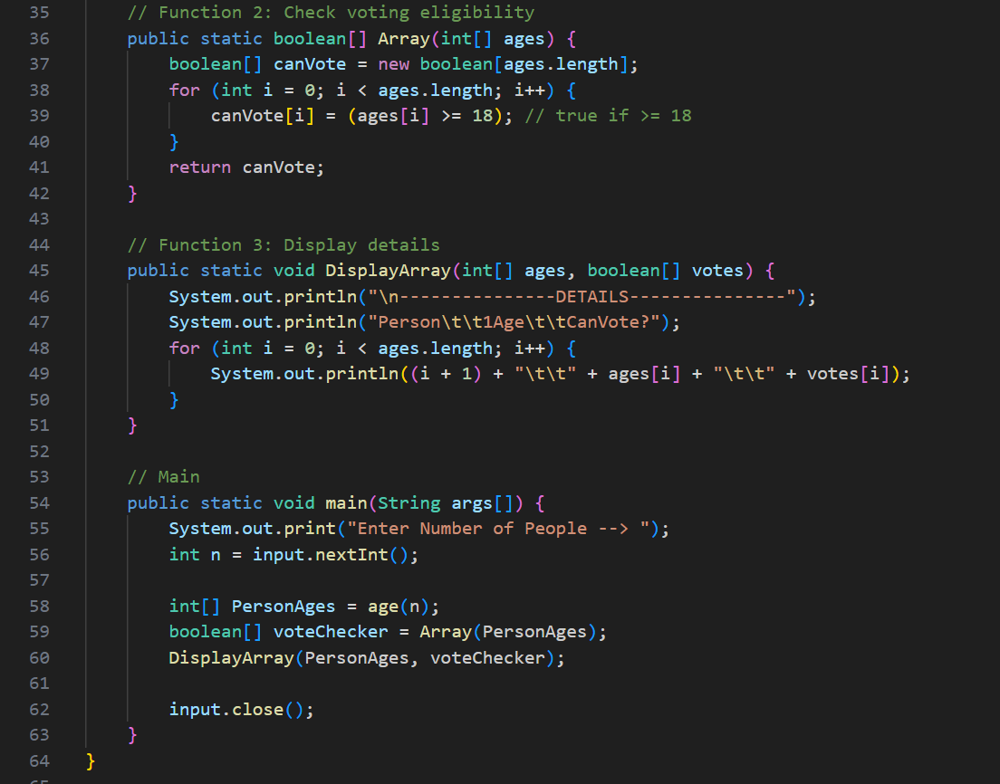 35 // Function 2: Check voting eligibility
36 public static boolean[] Array(int[] ages) {
37 boolean[] canVote = new boolean[ages.length];
38 for (int i = 0; i < ages.length; i++) {
39 canVote[i] = (ages[i] >= 18); // true if >= 18
40 }
41 return canVote;
42 }
43
44 // Function 3: Display details
45 public static void DisplayArray(int[] ages, boolean[] votes) {
46 System.out.println("\n---------------DETAILS---------------");
47 System.out.println("Person\t\t1Age\t\tCanVote?");
48 for (int i = 0; i < ages.length; i++) {
49 System.out.println((i + 1) + "\t\t" + ages[i] + "\t\t" + votes[i]);
50 }
51 }
52
53 // Main
54 public static void main(String args[]) {
55 System.out.print("Enter Number of People --> ");
56 int n = input.nextInt();
57
58 int[] PersonAges = age(n);
59 boolean[] voteChecker = Array(PersonAges);
60 DisplayArray(PersonAges, voteChecker);
61
62 input.close();
63 }
64 }